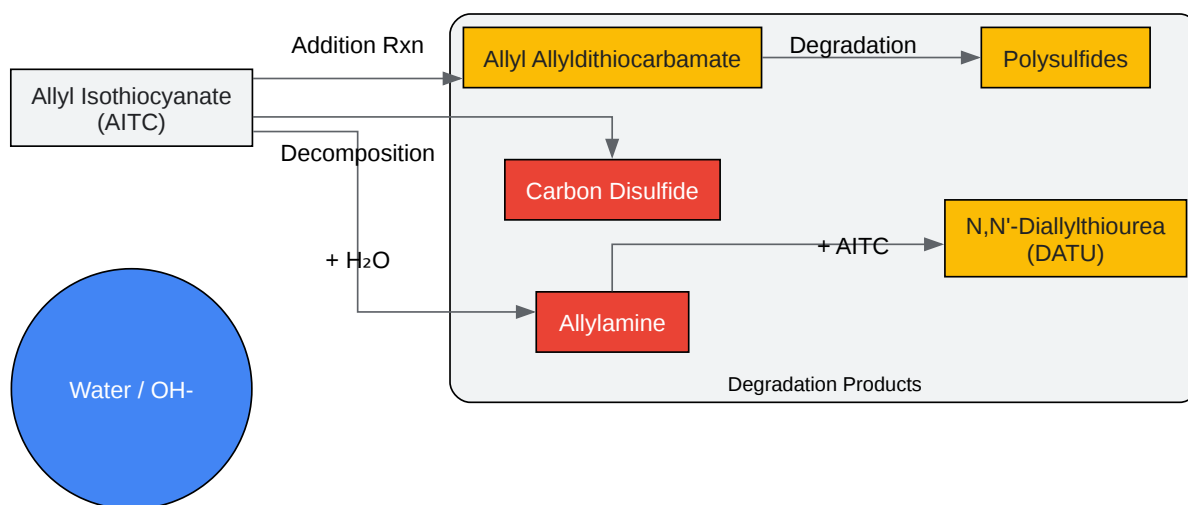 Addition Rxn
Allyl Allyldithiocarbamate
Degradation
Polysulfides
Allyl Isothiocyanate
(AITC)
Decomposition
Carbon Disulfide
N,N'-Diallylthiourea
(DATU)
+ AITC
+ H₂O
Allylamine
Water / OH-
Degradation Products